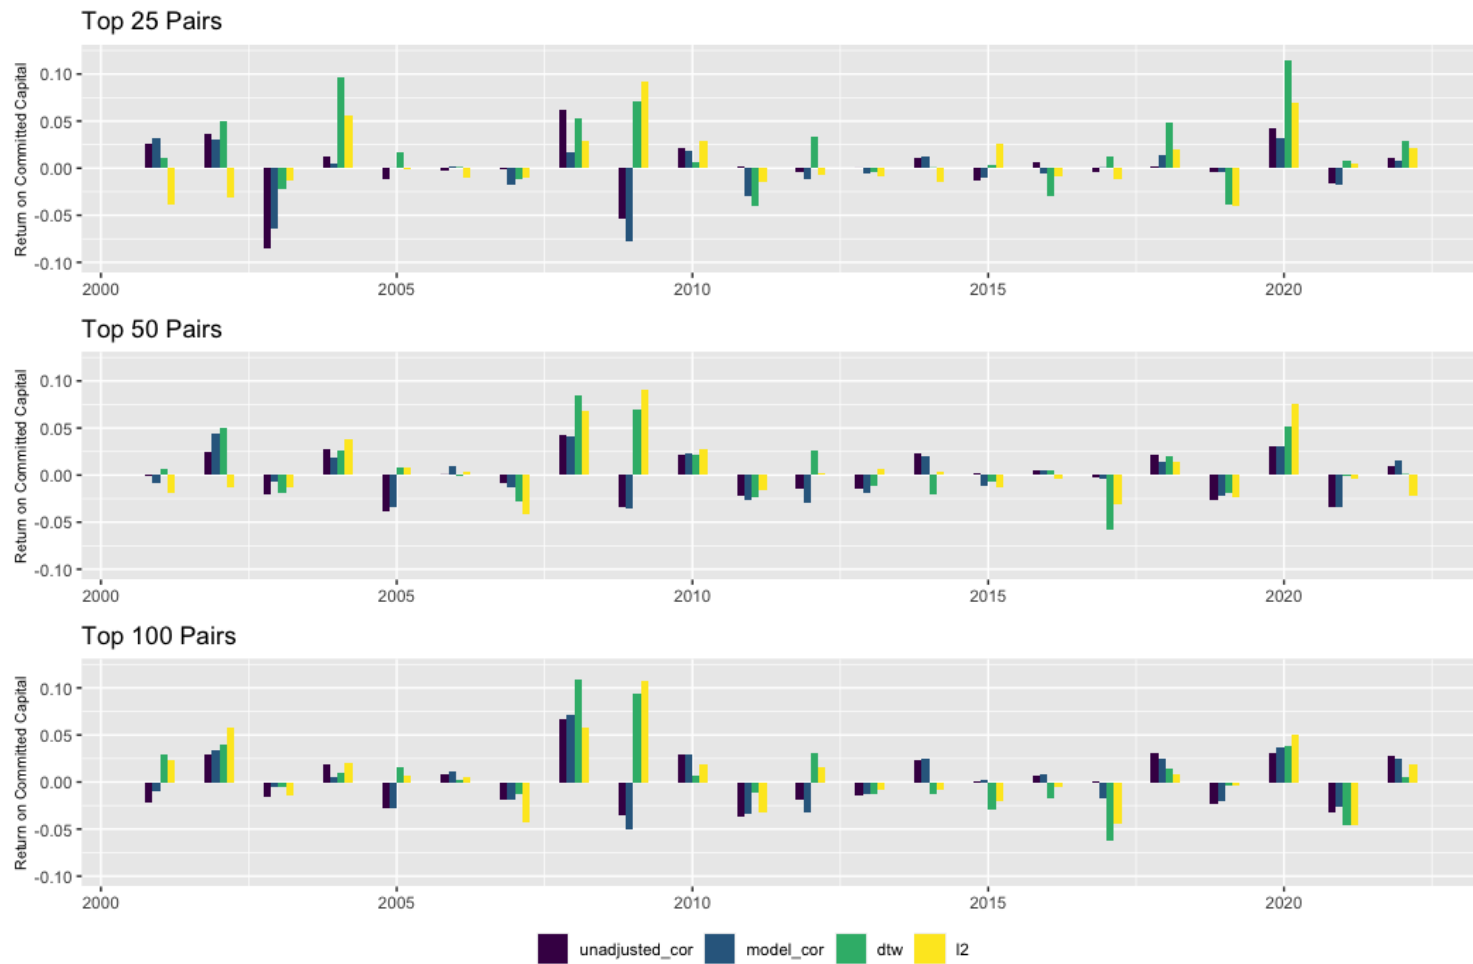 Top 25 Pairs
Return on Committed Capital
0.10
0.05
0.00
-0.05
-0.10
2000 2005 2010 2015 2020
Top 50 Pairs
Return on Committed Capital
0.10
0.05
0.00
-0.05
-0.10
2000 2005 2010 2015 2020
Top 100 Pairs
Return on Committed Capital
0.10
0.05
0.00
-0.05
-0.10
2000 2005 2010 2015 2020
unadjusted_cor model_cor dtw l2